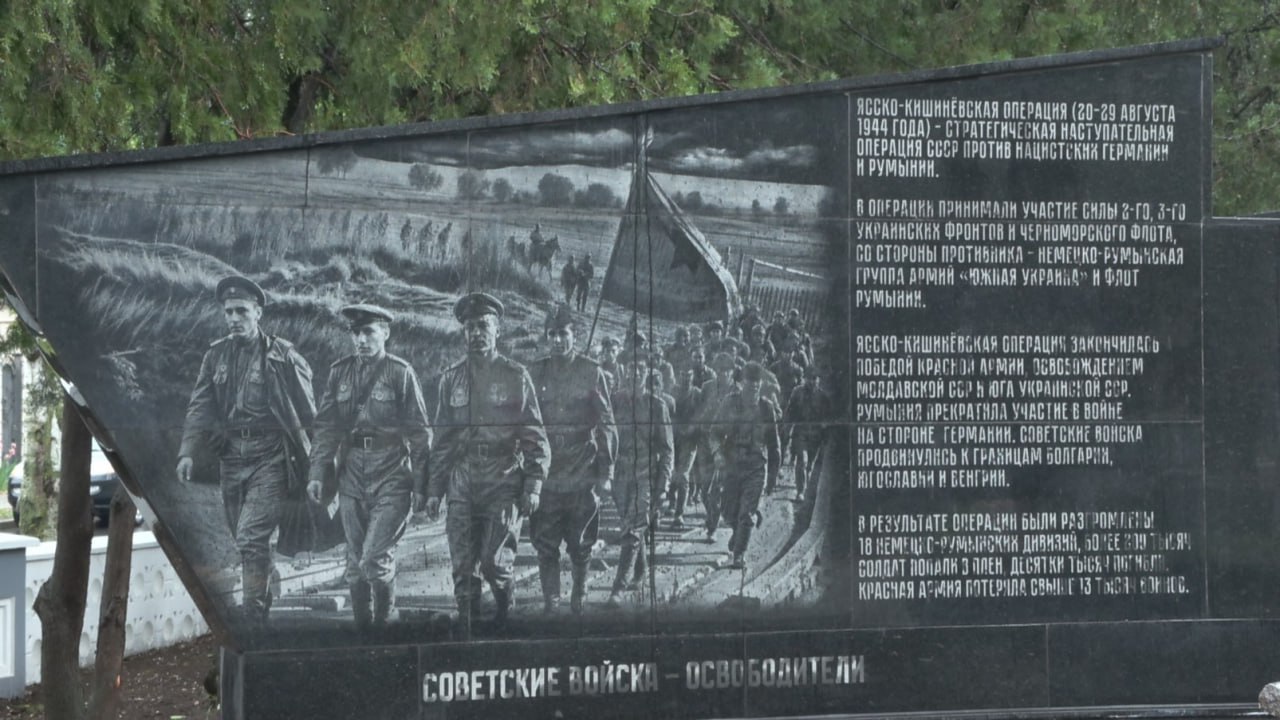 ЯССКО-КИШИНЁВСКАЯ ОПЕРАЦИЯ (20-29 АВГУСТА
1944 ГОДА) - СТРАТЕГИЧЕСКАЯ НАСТУПАТЕЛЬНАЯ
ОПЕРАЦИЯ СССР ПРОТИВ НАЦИСТСКИХ ГЕРМАНИИ
И РУМЫНИИ.
В ОПЕРАЦИИ ПРИНИМАЛИ УЧАСТИЕ СИЛЫ 2-ГО, 3-ГО
УКРАИНСКИХ ФРОНТОВ И ЧЕРНОМОРСКОГО ФЛОТА,
СО СТОРОНЫ ПРОТИВНИКА - НЕМЕЦКО-РУМЫНСКАЯ
ГРУППА АРМИЙ "ЮЖНАЯ УКРАИНА" И ФЛОТ
РУМЫНИИ.
ЯССКО-КИШИНЁВСКАЯ ОПЕРАЦИЯ ЗАКОНЧИЛАСЬ
ПОБЕДОЙ КРАСНОЙ АРМИИ, ОСВОБОЖДЕНИЕМ
МОЛДАВСКОЙ ССР И ЮГА УКРАИНСКОЙ ССР.
РУМЫНИЯ ПРЕКРАТИЛА УЧАСТИЕ В ВОЙНЕ
НА СТОРОНЕ ГЕРМАНИИ. СОВЕТСКИЕ ВОЙСКА
ПРОДВИНУЛИСЬ К ГРАНИЦАМ БОЛГАРИИ,
ЮГОСЛАВИИ И ВЕНГРИИ.
В РЕЗУЛЬТАТЕ ОПЕРАЦИИ БЫЛИ РАЗГРОМЛЕНЫ
18 НЕМЕЦКО-РУМЫНСКИХ ДИВИЗИЙ, БОЛЕЕ ТЫСЯЧ
СОЛДАТ ПОПАЛИ В ПЛЕН, ДЕСЯТКИ ТЫСЯЧ ПОГИБЛИ.
КРАСНАЯ АРМИЯ ПОТЕРЯЛА СВЫШЕ 13 ТЫСЯЧ ВОИНОВ.
СОВЕТСКИЕ ВОЙСКА - ОСВОБОДИТЕЛИ